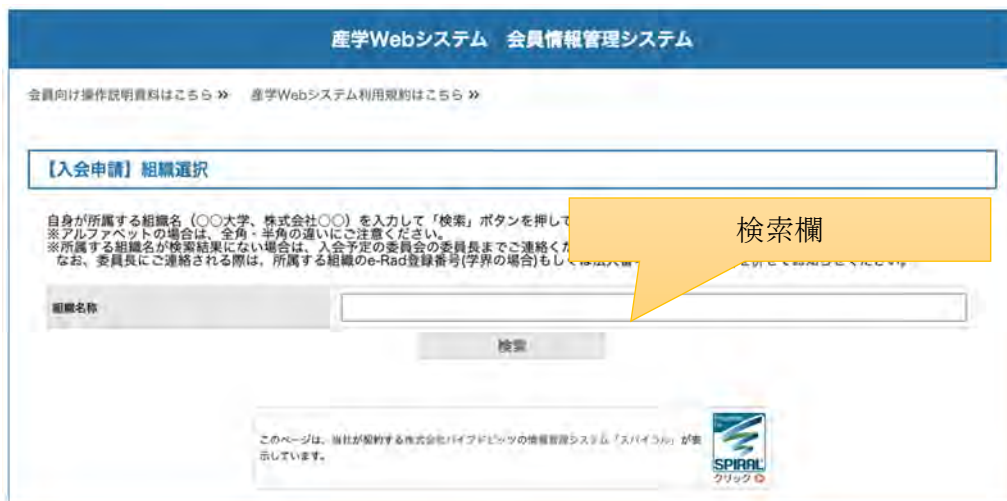 産学Webシステム 会員情報管理システム
会員向け操作説明資料はこちら » 産学Webシステム利用規約はこちら »
【入会申請】組織選択
自身が所属する組織名（○○大学、株式会社○○）を入力して「検索」ボタンを押して
※アルファベットの場合は、全角・半角の違いにご注意ください。
※所属する組織名が検索結果にない場合は、入会予定の委員会の委員長までご連絡くだ
なお、委員長にご連絡される際は、所属する組織のe-Rad登録番号(学界の場合)もしくは法人番
検索欄
組織名称
検索
このページは、当社が契約する株式会社パイプドビッツの情報管理システム「スパイラル」が表
示しています。
SPIRAL
クリック